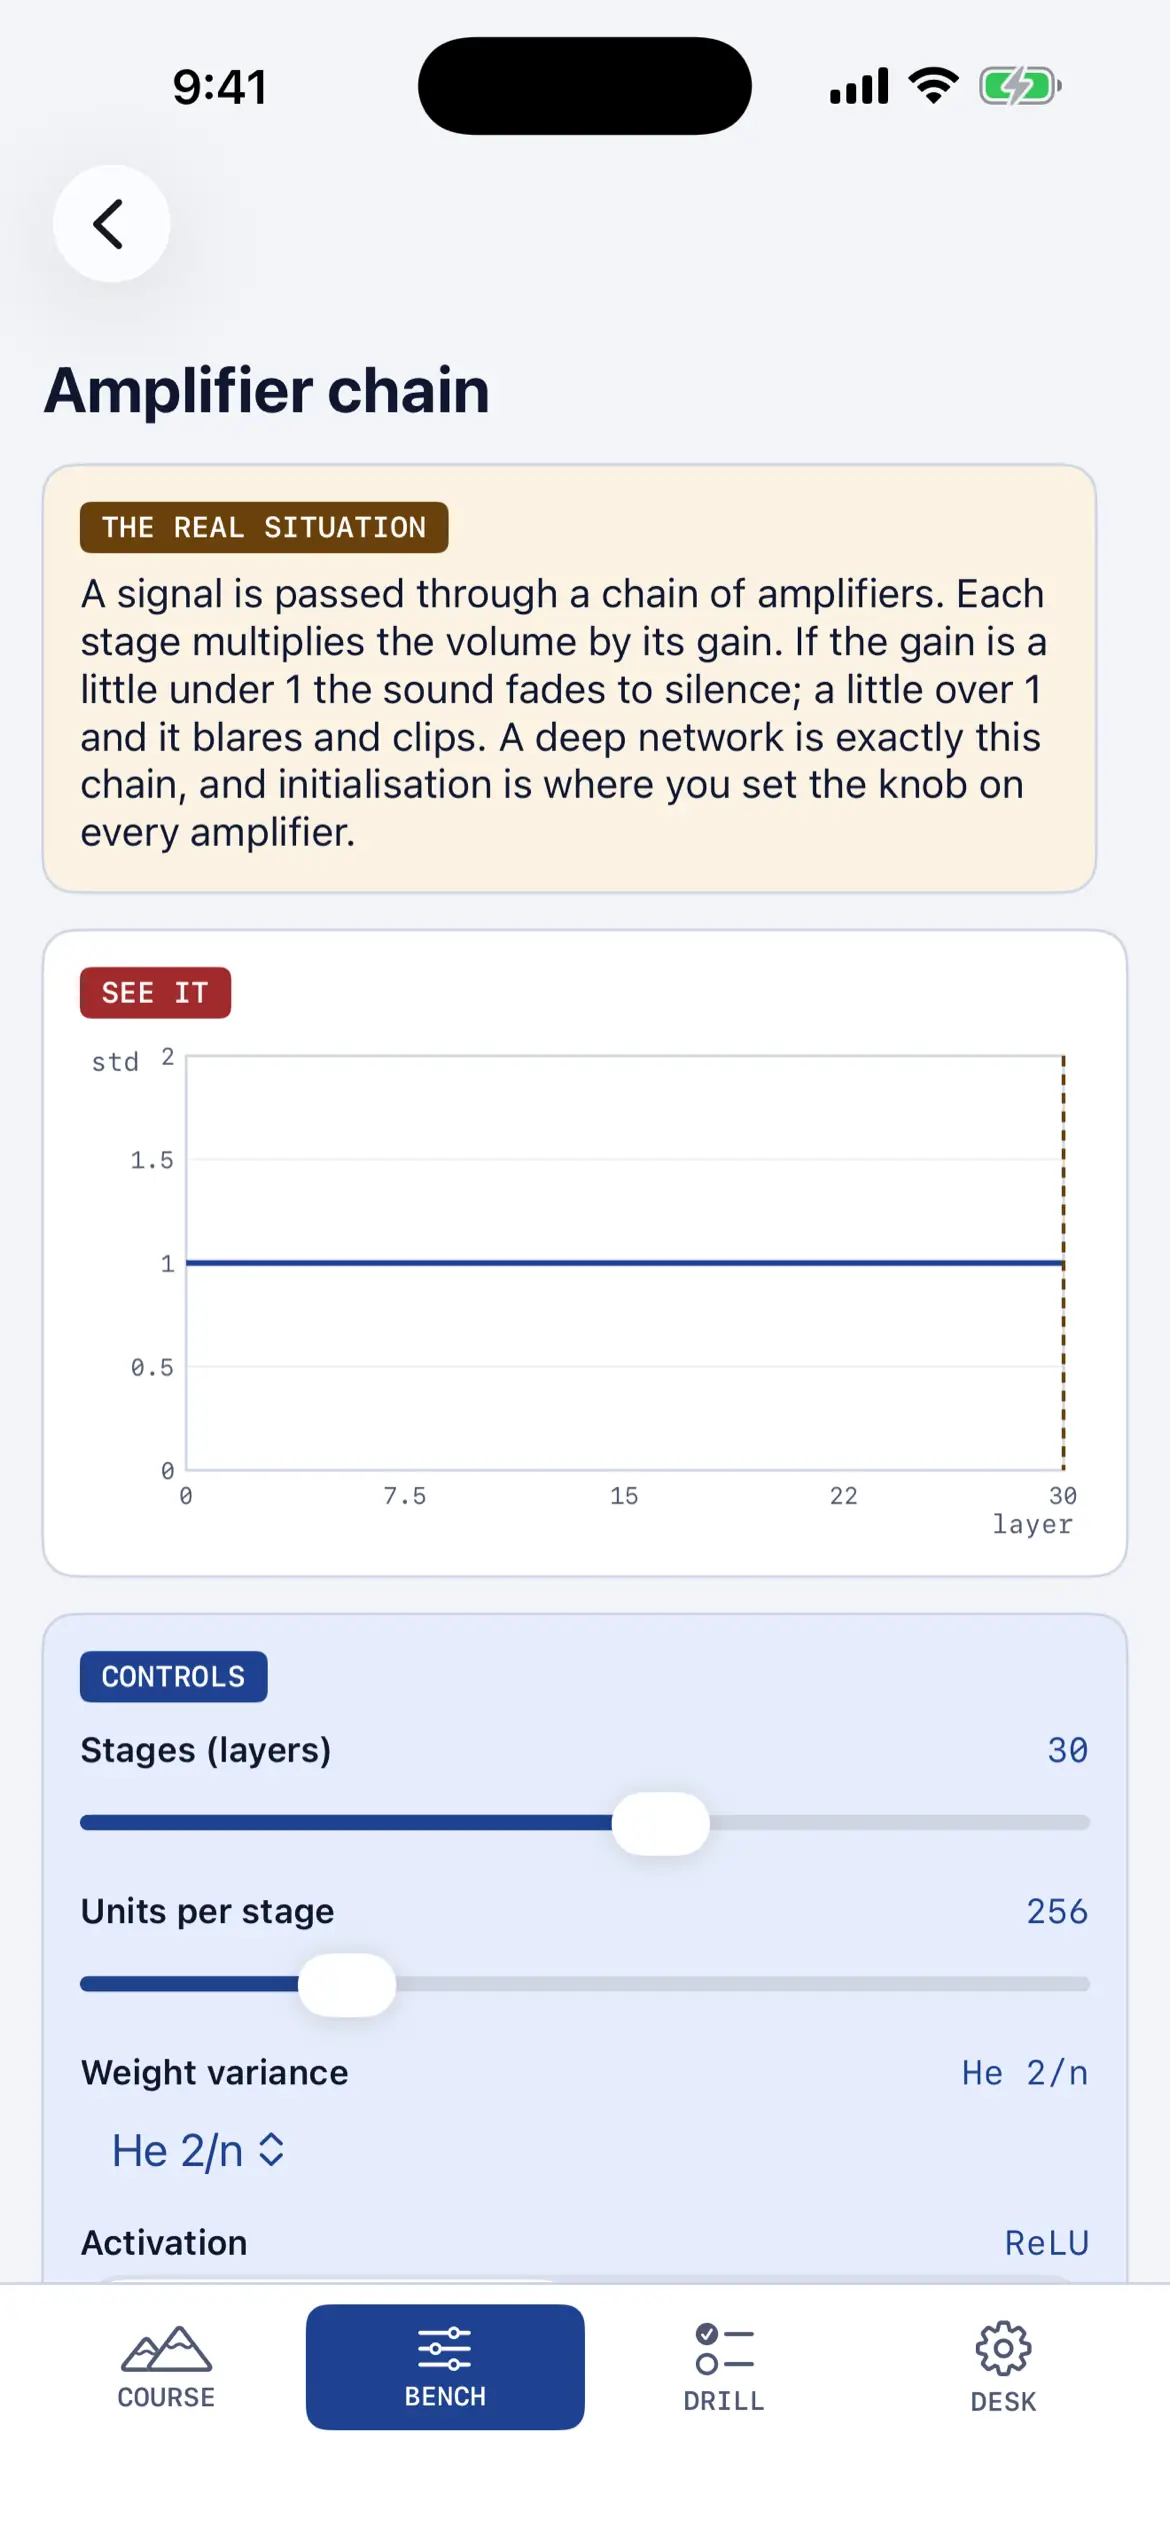 9:41
Amplifier chain
THE REAL SITUATION
A signal is passed through a chain of amplifiers. Each
stage multiplies the volume by its gain. If the gain is a
little under 1 the sound fades to silence; a little over 1
and it blares and clips. A deep network is exactly this
chain, and initialisation is where you set the knob on
every amplifier.
SEE IT
std 2
1.5
1
0.5
0
0 7.5 15 22 30
layer
CONTROLS
Stages (layers) 30
Units per stage 256
Weight variance He 2/n
He 2/n
Activation ReLU
COURSE BENCH DRILL DESK